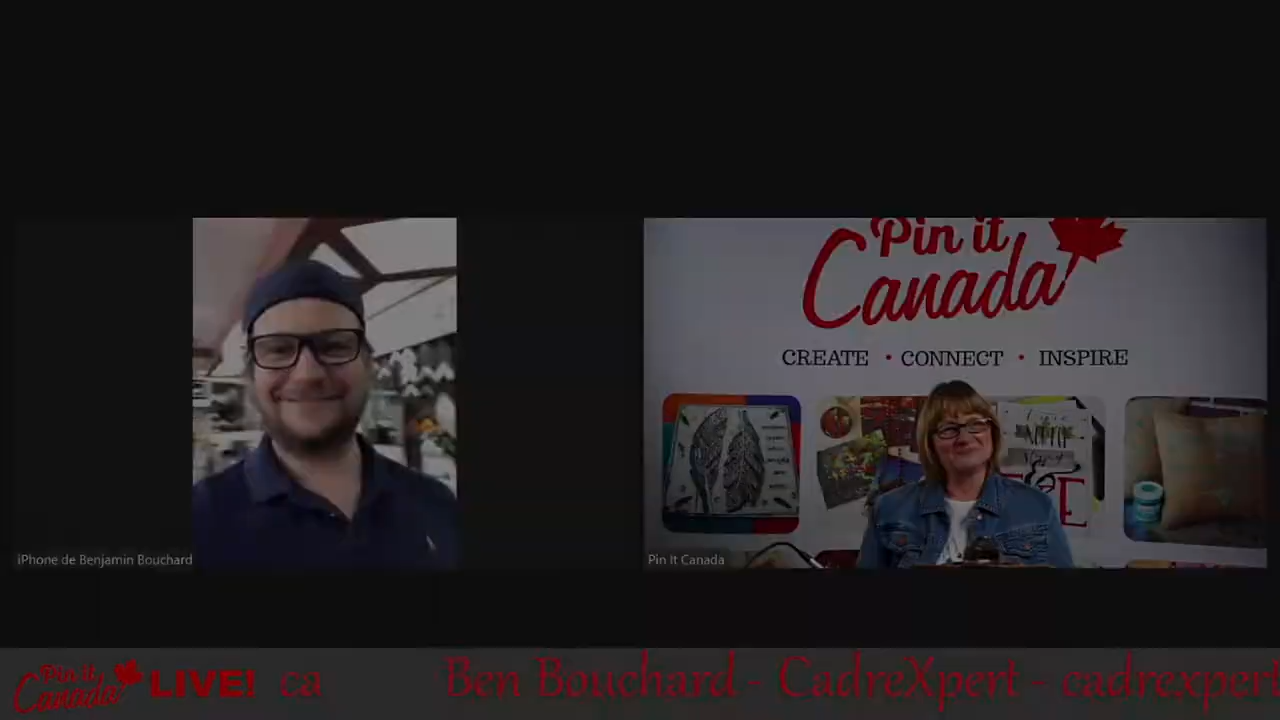 Pin it
Canada
CREATE • CONNECT • INSPIRE
iPhone de Benjamin Bouchard
Pin It Canada
Pin it
Canada LIVE! ca Ben Bouchard - CadreXpert - cadrexpert